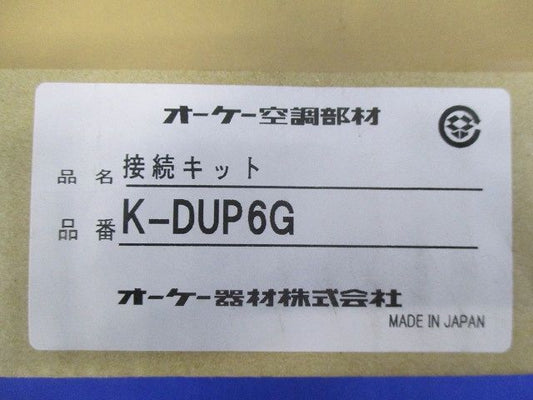 オーケー空調部材
品名 接続キット
品番 K-DUP6G
オーケー器材株式会社
MADE IN JAPAN